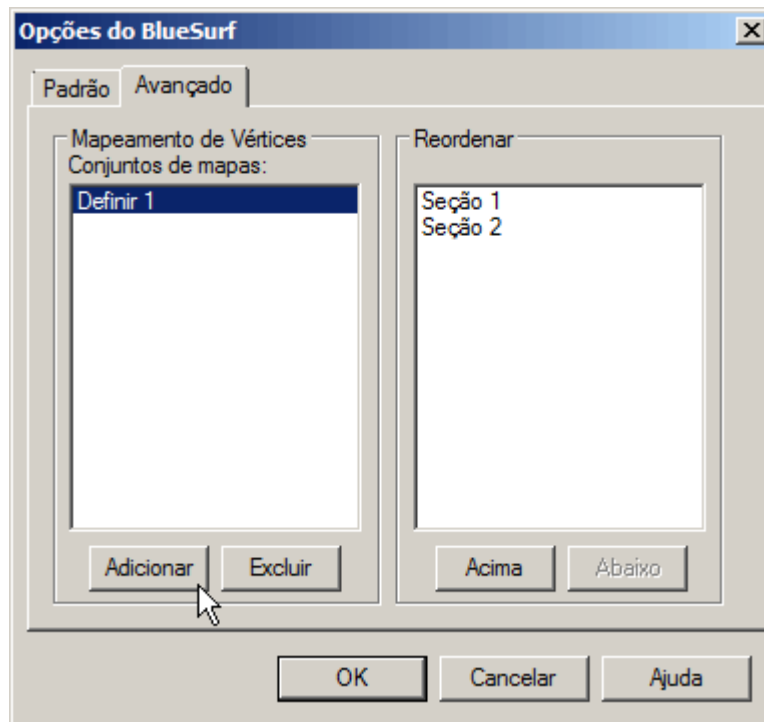 Opções do BlueSurf
Padrão
Avançado
Mapeamento de Vértices
Conjuntos de mapas:
Definir 1
Adicionar
Excluir
Reordenar
Seção 1
Seção 2
Acima
Abaixo
OK
Cancelar
Ajuda